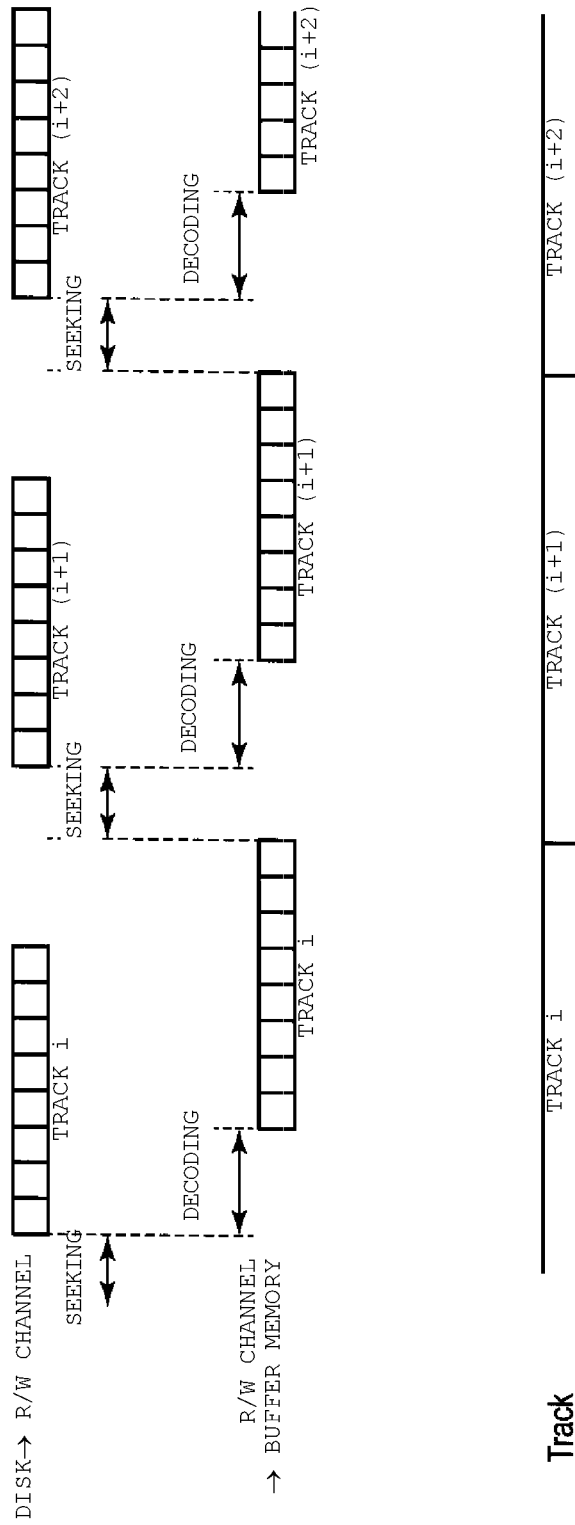 DISK→ R/W CHANNEL
TRACK i
TRACK (i+1)
TRACK (i+2)
SEEKING
SEEKING
SEEKING
DECODING
DECODING
DECODING
R/W CHANNEL
→ BUFFER MEMORY
TRACK i
TRACK (i+1)
TRACK (i+2)
Track
TRACK i
TRACK (i+1)
TRACK (i+2)